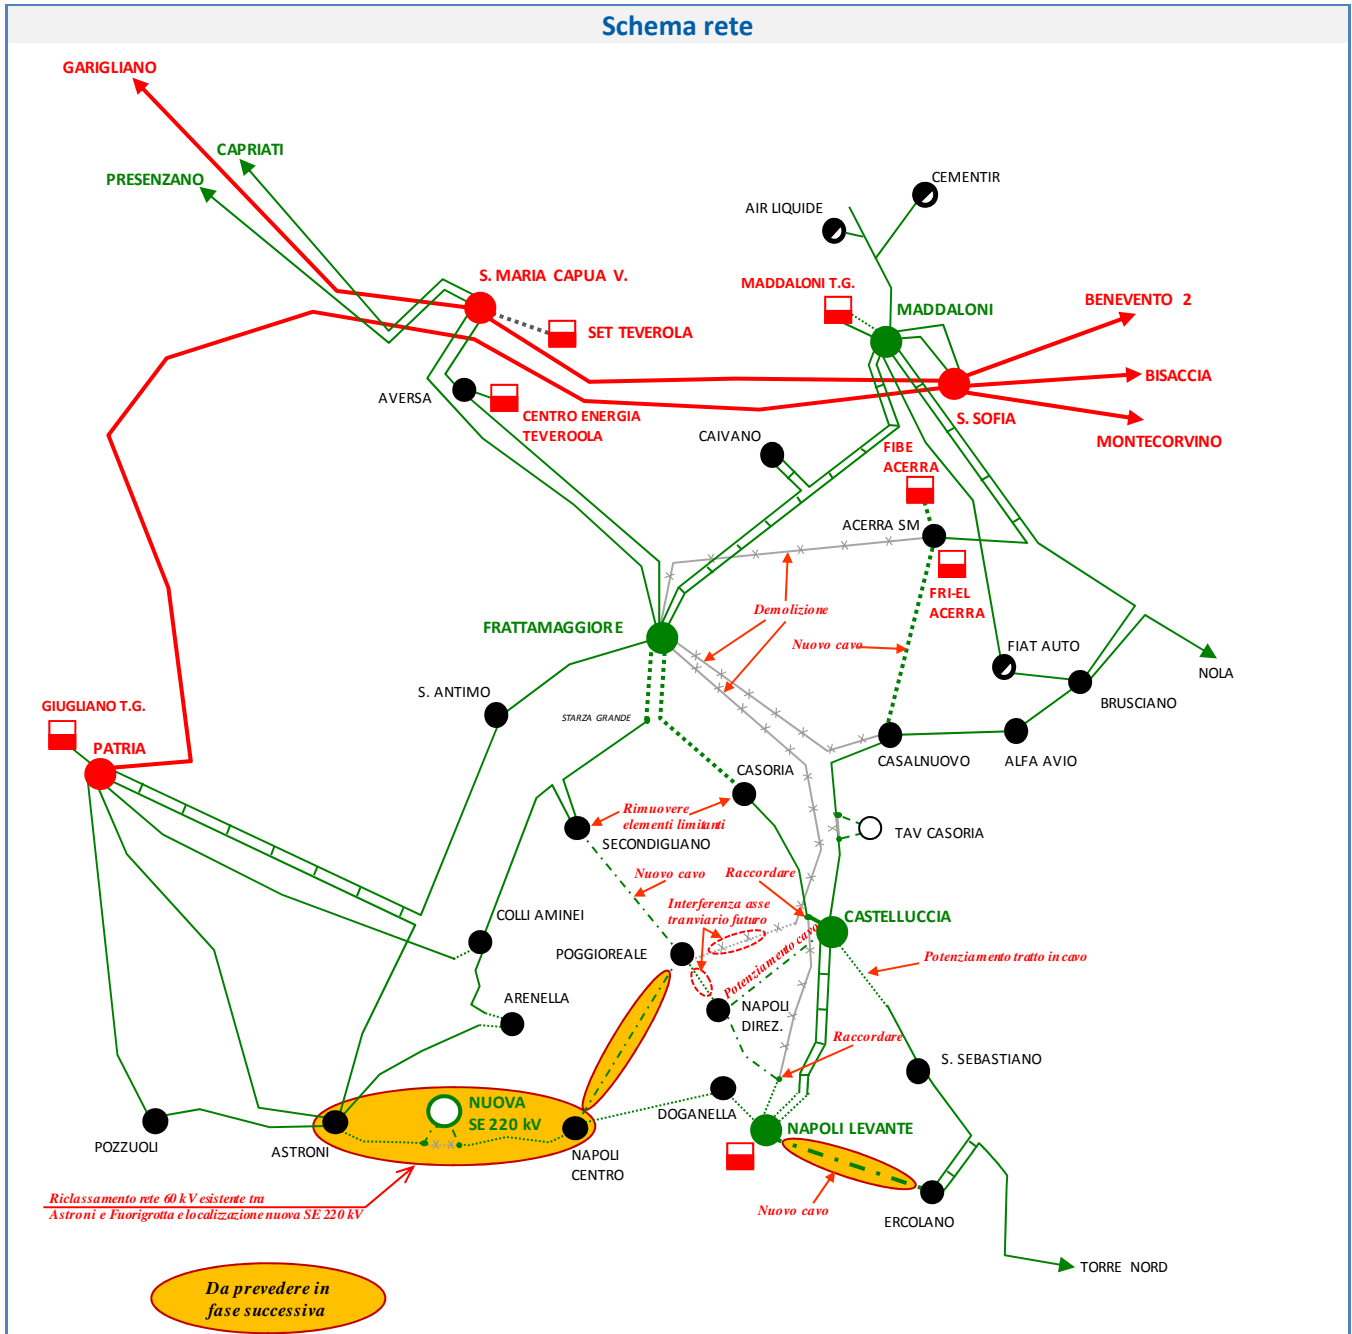 Schema rete
GARIGLIANO
CAPRIATI
PRESENZANO
CEMENTIR
AIR LIQUIDE
S. MARIA CAPUA V.
MADDALONI T.G.
MADDALONI
BENEVENTO 2
SET TEVEROLA
BISACCIA
AVERSA
CENTRO ENERGIA
TEVEROOLA
S. SOFIA
MONTECORVINO
CAIVANO
FIBE
ACERRA
ACERRA SM
FRI-EL
ACERRA
Demolizione
FRATTAMAGGIORE
Nuovo cavo
FIAT AUTO
NOLA
S. ANTIMO
BRUSCIANO
GIUGLIANO T.G.
STARZA GRANDE
PATRIA
CASALNUOVO
ALFA AVIO
CASORIA
Rimuovere
elementi limitanti
TAV CASORIA
SECONDIGLIANO
Nuovo cavo
Raccordare
Interferenza asse
tranviario futuro
COLLI AMINEI
CASTELLUCCIA
POGGIOREALE
Potenziamento cavo
Potenziamento tratto in cavo
ARENELLA
NAPOLI
DIREZ.
Raccordare
S. SEBASTIANO
NUOVA
SE 220 kV
DOGANELLA
NAPOLI LEVANTE
POZZUOLI
ASTRONI
NAPOLI
CENTRO
Riclassamento rete 60 kV esistente tra
Astroni e Fuorigrotta e localizzazione nuova SE 220 kV
Nuovo cavo
ERCOLANO
TORRE NORD
Da prevedere in
fase successiva